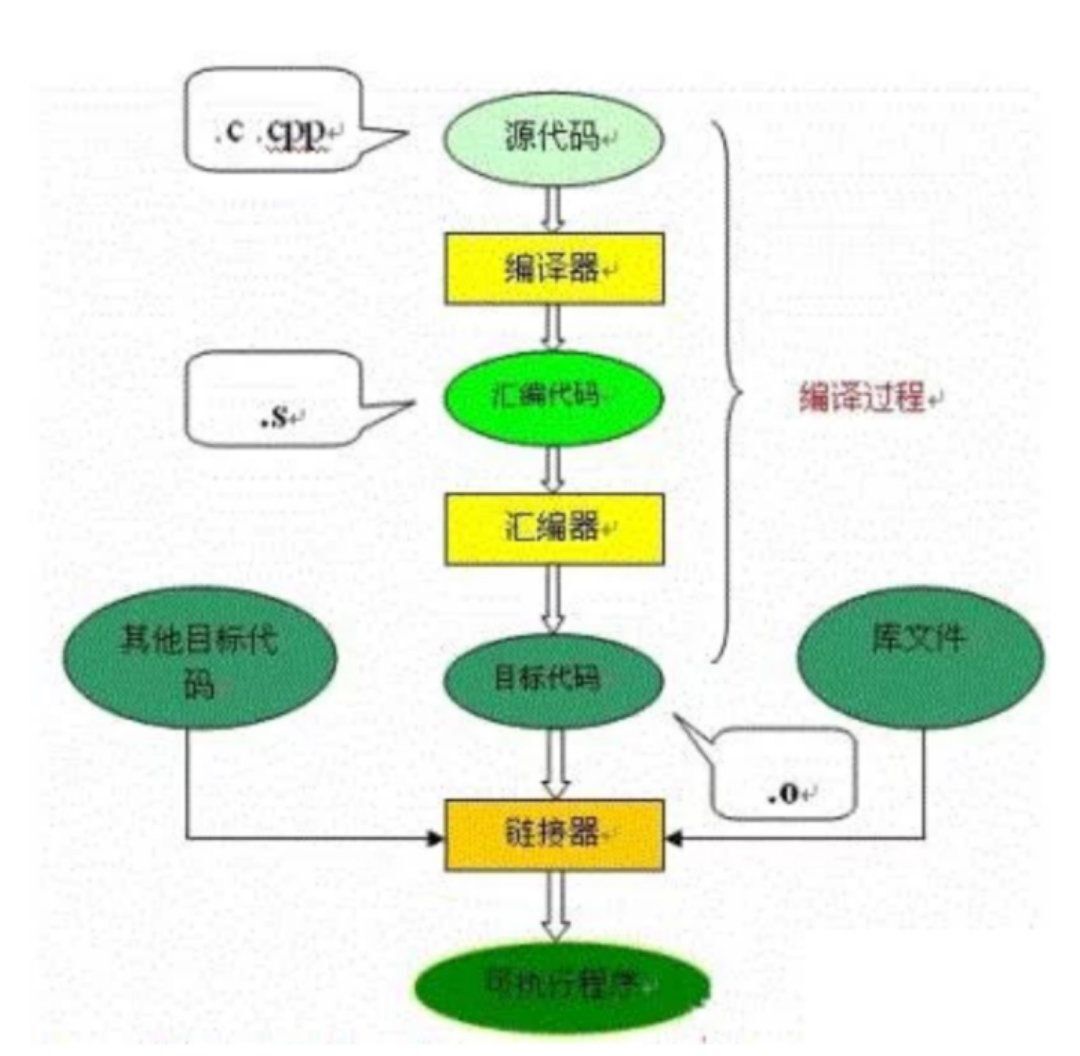 .c .cpp
源代码
编译器
汇编代码
.s
编译过程
汇编器
其他目标代
码
目标代码
库文件
.o
链接器
可执行程序